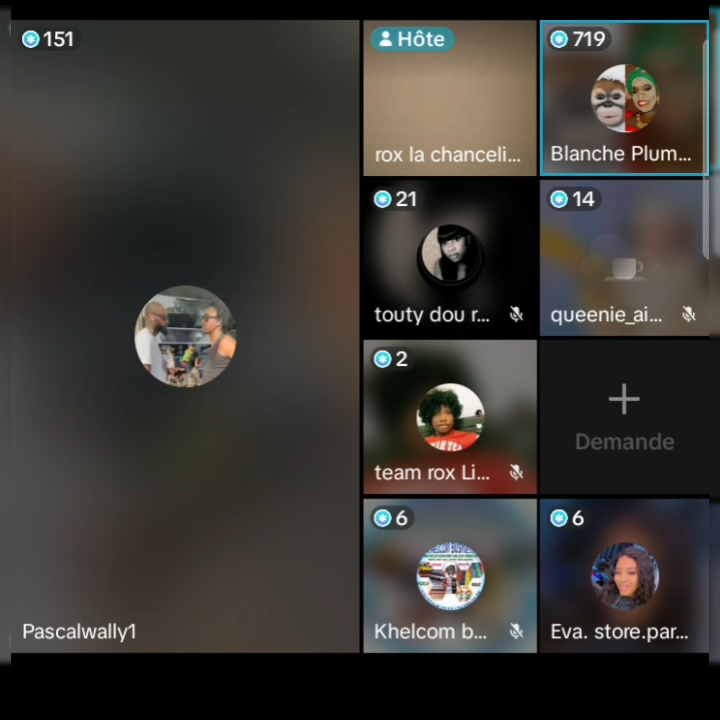 151
Pascalwally1
Hôte
rox la chanceli...
719
Blanche Plum...
21
touty dou r...
14
queenie_ai...
2
team rox Li...
Demande
6
Khelcom b...
6
Eva. store.par...